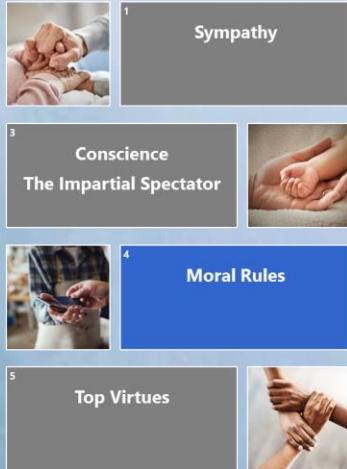 1
Sympathy
3
Conscience
The Impartial Spectator
4
Moral Rules
5
Top Virtues